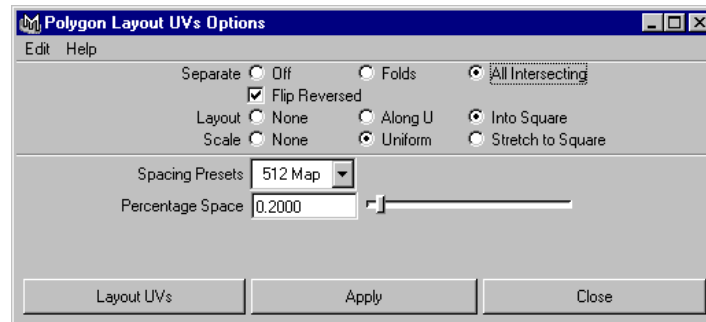 Polygon Layout UVs Options
Edit Help
Separate Off Folds All Intersecting
Flip Reversed
Layout None Along U Into Square
Scale None Uniform Stretch to Square
Spacing Presets 512 Map
Percentage Space 0.2000
Layout UVs Apply Close